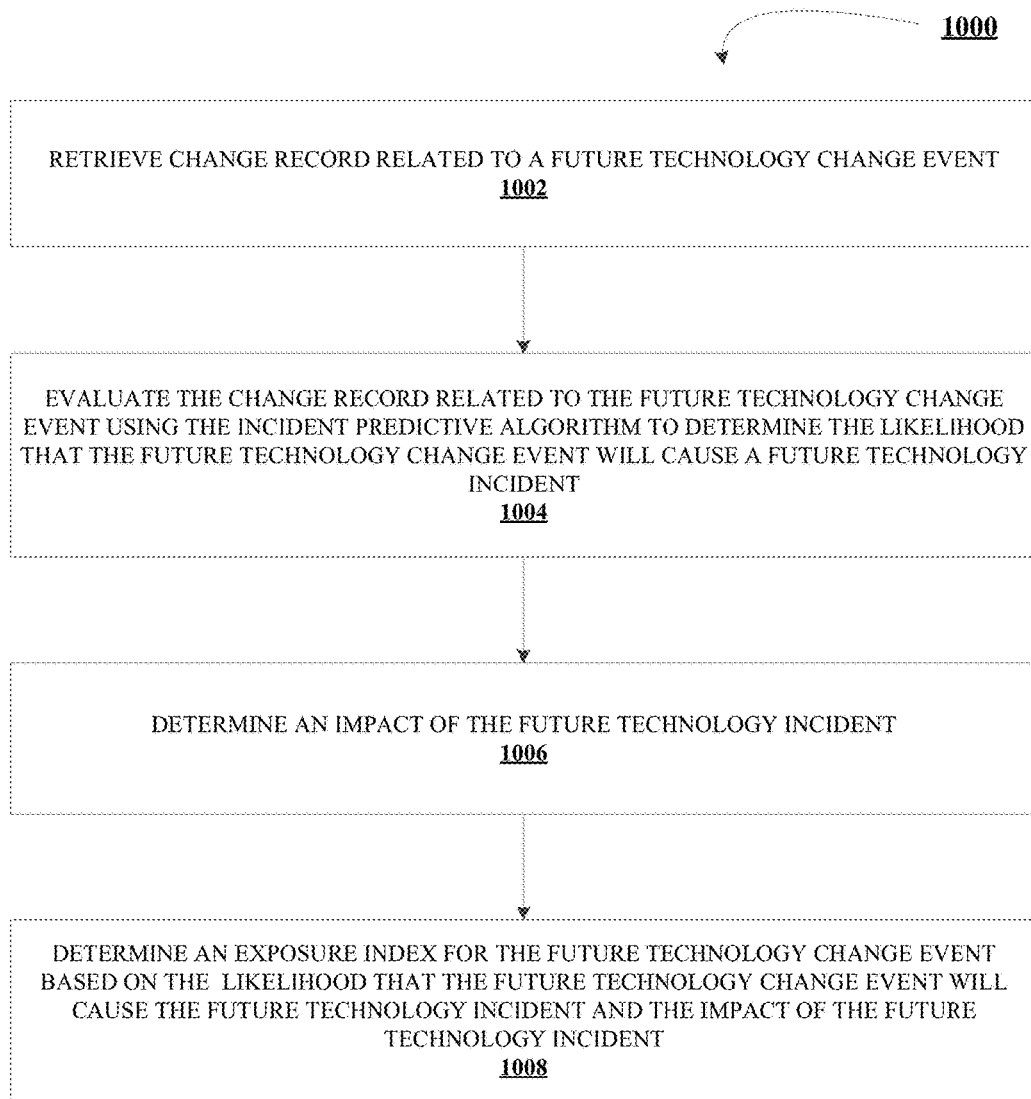 1000
RETRIEVE CHANGE RECORD RELATED TO A FUTURE TECHNOLOGY CHANGE EVENT
1002
EVALUATE THE CHANGE RECORD RELATED TO THE FUTURE TECHNOLOGY CHANGE
EVENT USING THE INCIDENT PREDICTIVE ALGORITHM TO DETERMINE THE LIKELIHOOD
THAT THE FUTURE TECHNOLOGY CHANGE EVENT WILL CAUSE A FUTURE TECHNOLOGY
INCIDENT
1004
DETERMINE AN IMPACT OF THE FUTURE TECHNOLOGY INCIDENT
1006
DETERMINE AN EXPOSURE INDEX FOR THE FUTURE TECHNOLOGY CHANGE EVENT
BASED ON THE LIKELIHOOD THAT THE FUTURE TECHNOLOGY CHANGE EVENT WILL
CAUSE THE FUTURE TECHNOLOGY INCIDENT AND THE IMPACT OF THE FUTURE
TECHNOLOGY INCIDENT
1008